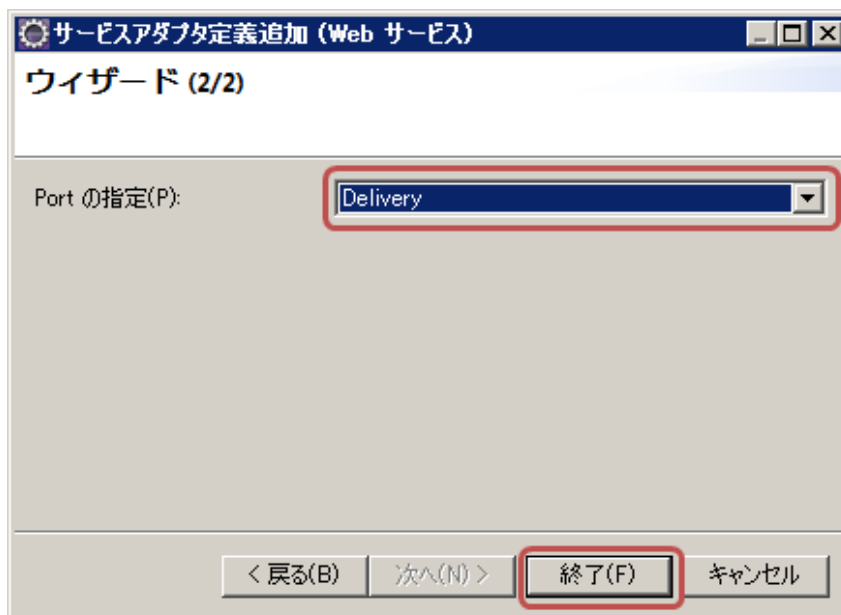 サービスアダプタ定義追加 (Web サービス)
ウィザード (2/2)
Port の指定(P):
Delivery
< 戻る(B)
次へ(N) >
終了(F)
キャンセル